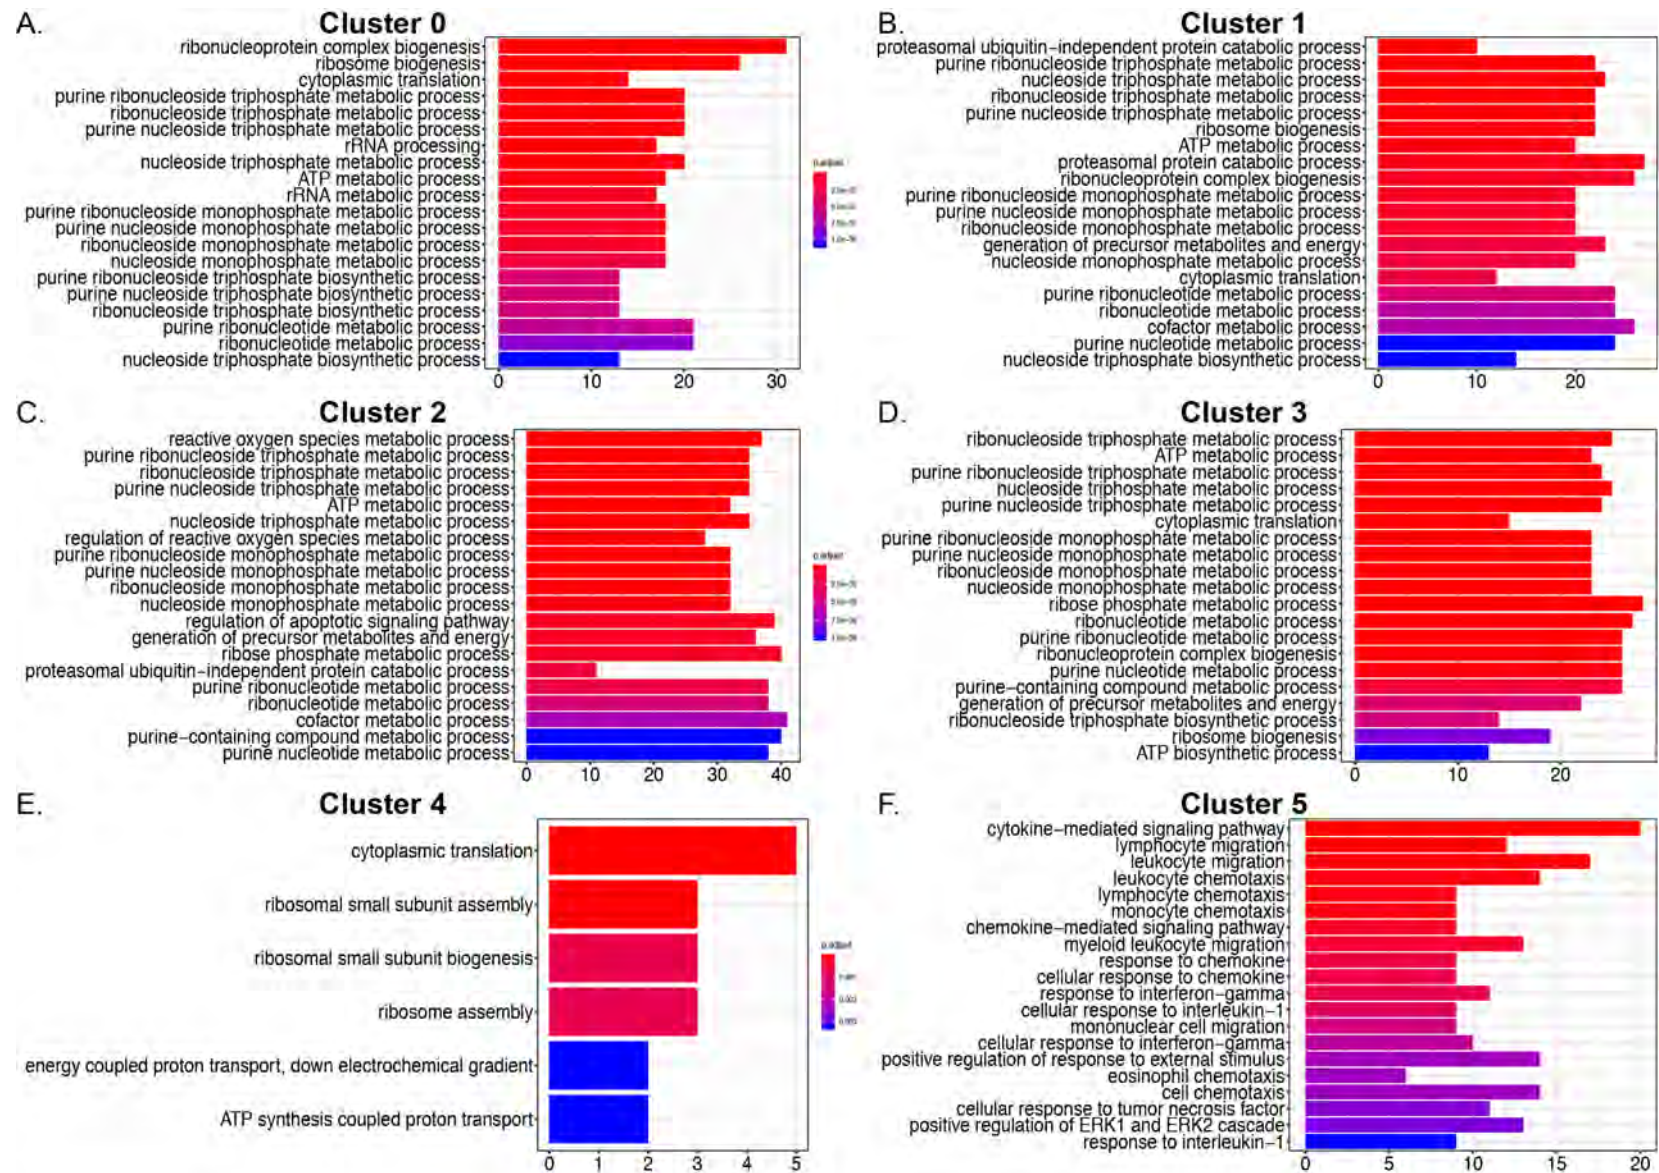 A.
Cluster 0
ribonucleoprotein complex biogenesis
ribosome biogenesis
cytoplasmic translation
purine ribonucleoside triphosphate metabolic process
ribonucleoside triphosphate metabolic process
purine nucleoside triphosphate metabolic process
rRNA processing
nucleoside triphosphate metabolic process
ATP metabolic process
rRNA metabolic process
purine ribonucleoside monophosphate metabolic process
purine nucleoside monophosphate metabolic process
ribonucleoside monophosphate metabolic process
nucleoside monophosphate metabolic process
purine ribonucleoside triphosphate biosynthetic process
purine nucleoside triphosphate biosynthetic process
ribonucleoside triphosphate biosynthetic process
purine ribonucleotide metabolic process
ribonucleotide metabolic process
nucleoside triphosphate biosynthetic process
0 10 20 30
p.adjust
B.
Cluster 1
proteasomal ubiquitin-independent protein catabolic process
purine ribonucleoside triphosphate metabolic process
nucleoside triphosphate metabolic process
ribonucleoside triphosphate metabolic process
purine nucleoside triphosphate metabolic process
ribosome biogenesis
ATP metabolic process
proteasomal protein catabolic process
ribonucleoprotein complex biogenesis
purine ribonucleoside monophosphate metabolic process
purine nucleoside monophosphate metabolic process
ribonucleoside monophosphate metabolic process
generation of precursor metabolites and energy
nucleoside monophosphate metabolic process
cytoplasmic translation
purine ribonucleotide metabolic process
ribonucleotide metabolic process
cofactor metabolic process
purine nucleotide metabolic process
nucleoside triphosphate biosynthetic process
0 10 20
C.
Cluster 2
reactive oxygen species metabolic process
purine ribonucleoside triphosphate metabolic process
ribonucleoside triphosphate metabolic process
purine nucleoside triphosphate metabolic process
ATP metabolic process
nucleoside triphosphate metabolic process
regulation of reactive oxygen species metabolic process
purine ribonucleoside monophosphate metabolic process
purine nucleoside monophosphate metabolic process
ribonucleoside monophosphate metabolic process
nucleoside monophosphate metabolic process
regulation of apoptotic signaling pathway
generation of precursor metabolites and energy
ribose phosphate metabolic process
proteasomal ubiquitin-independent protein catabolic process
purine ribonucleotide metabolic process
ribonucleotide metabolic process
cofactor metabolic process
purine-containing compound metabolic process
purine nucleotide metabolic process
0 10 20 30 40
p.adjust
D.
Cluster 3
ribonucleoside triphosphate metabolic process
ATP metabolic process
purine ribonucleoside triphosphate metabolic process
nucleoside triphosphate metabolic process
purine nucleoside triphosphate metabolic process
cytoplasmic translation
purine ribonucleoside monophosphate metabolic process
purine nucleoside monophosphate metabolic process
ribonucleoside monophosphate metabolic process
nucleoside monophosphate metabolic process
ribose phosphate metabolic process
ribonucleotide metabolic process
purine ribonucleotide metabolic process
ribonucleoprotein complex biogenesis
purine nucleotide metabolic process
purine-containing compound metabolic process
generation of precursor metabolites and energy
ribonucleoside triphosphate biosynthetic process
ribosome biogenesis
ATP biosynthetic process
0 10 20
E.
Cluster 4
cytoplasmic translation
ribosomal small subunit assembly
ribosomal small subunit biogenesis
ribosome assembly
energy coupled proton transport, down electrochemical gradient
ATP synthesis coupled proton transport
0 1 2 3 4 5
p.adjust
F.
Cluster 5
cytokine-mediated signaling pathway
lymphocyte migration
leukocyte migration
leukocyte chemotaxis
lymphocyte chemotaxis
monocyte chemotaxis
chemokine-mediated signaling pathway
myeloid leukocyte migration
response to chemokine
cellular response to chemokine
response to interferon-gamma
cellular response to interleukin-1
mononuclear cell migration
cellular response to interferon-gamma
positive regulation of response to external stimulus
eosinophil chemotaxis
cell chemotaxis
cellular response to tumor necrosis factor
positive regulation of ERK1 and ERK2 cascade
response to interleukin-1
0 5 10 15 20